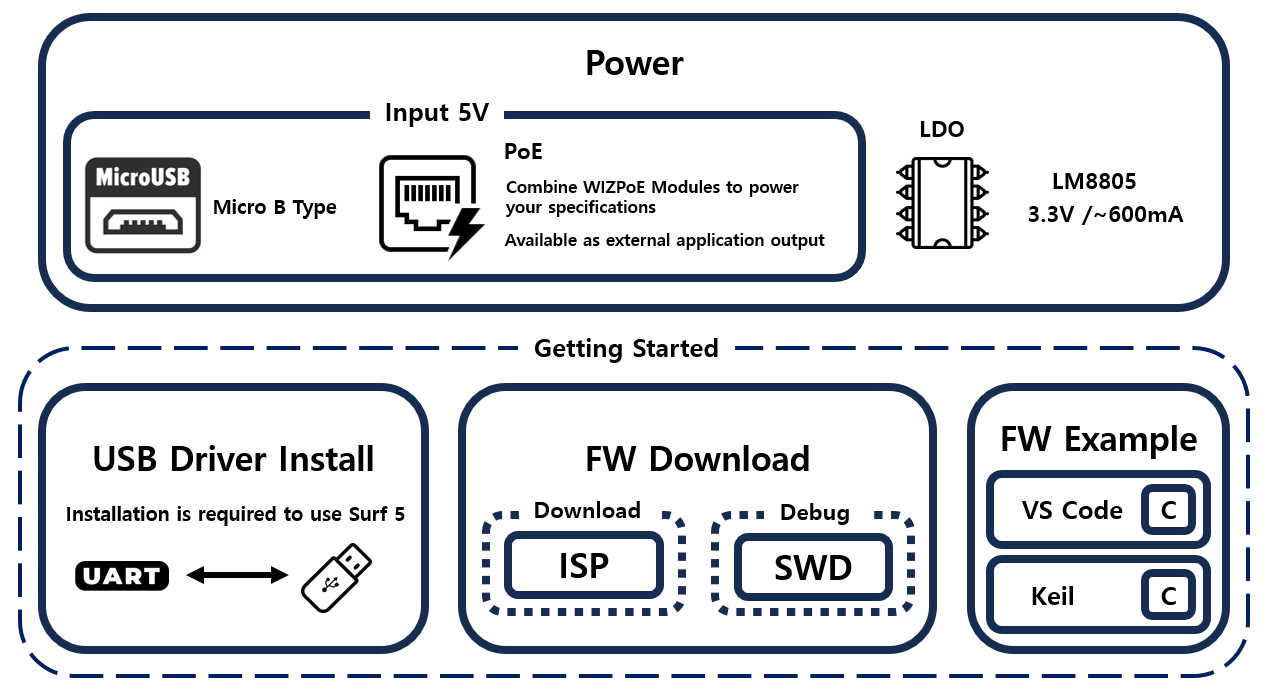 Power
Input 5V
MicroUSB
Micro B Type
PoE
Combine WIZPoE Modules to power
your specifications
Available as external application output
LDO
LM8805
3.3V /~600mA
Getting Started
USB Driver Install
Installation is required to use Surf 5
UART
FW Download
Download
ISP
Debug
SWD
FW Example
VS Code
C
Keil
C